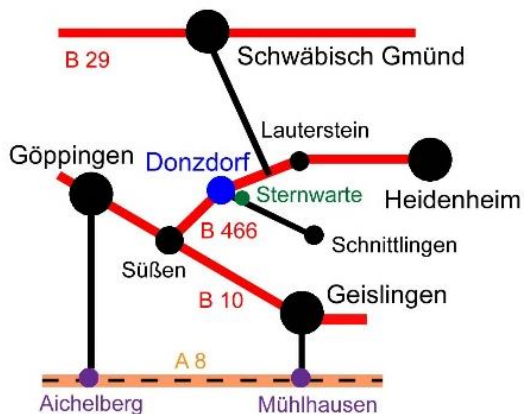 B 29
Schwäbisch Gmünd
Lauterstein
Göppingen
Donzdorf
Sternwarte
Heidenheim
B 466
Schnittlingen
Süßen
B 10
Geislingen
A 8
Aichelberg
Mühlhausen